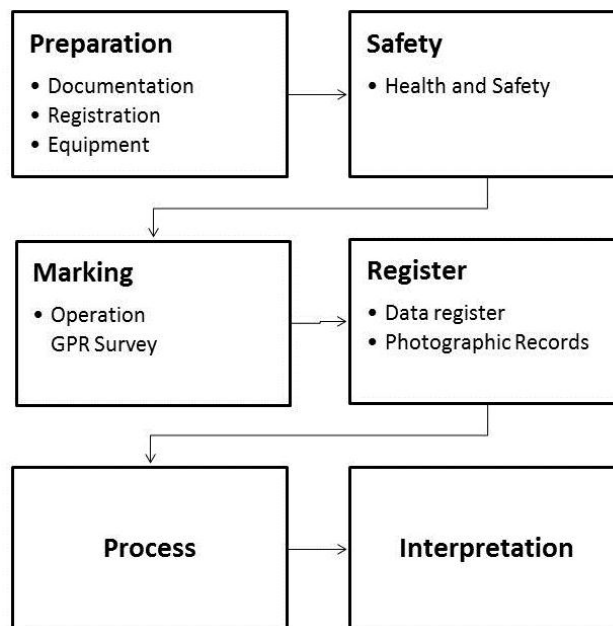 Preparation
• Documentation
• Registration
• Equipment
Safety
• Health and Safety
Marking
• Operation
GPR Survey
Register
• Data register
• Photographic Records
Process
Interpretation